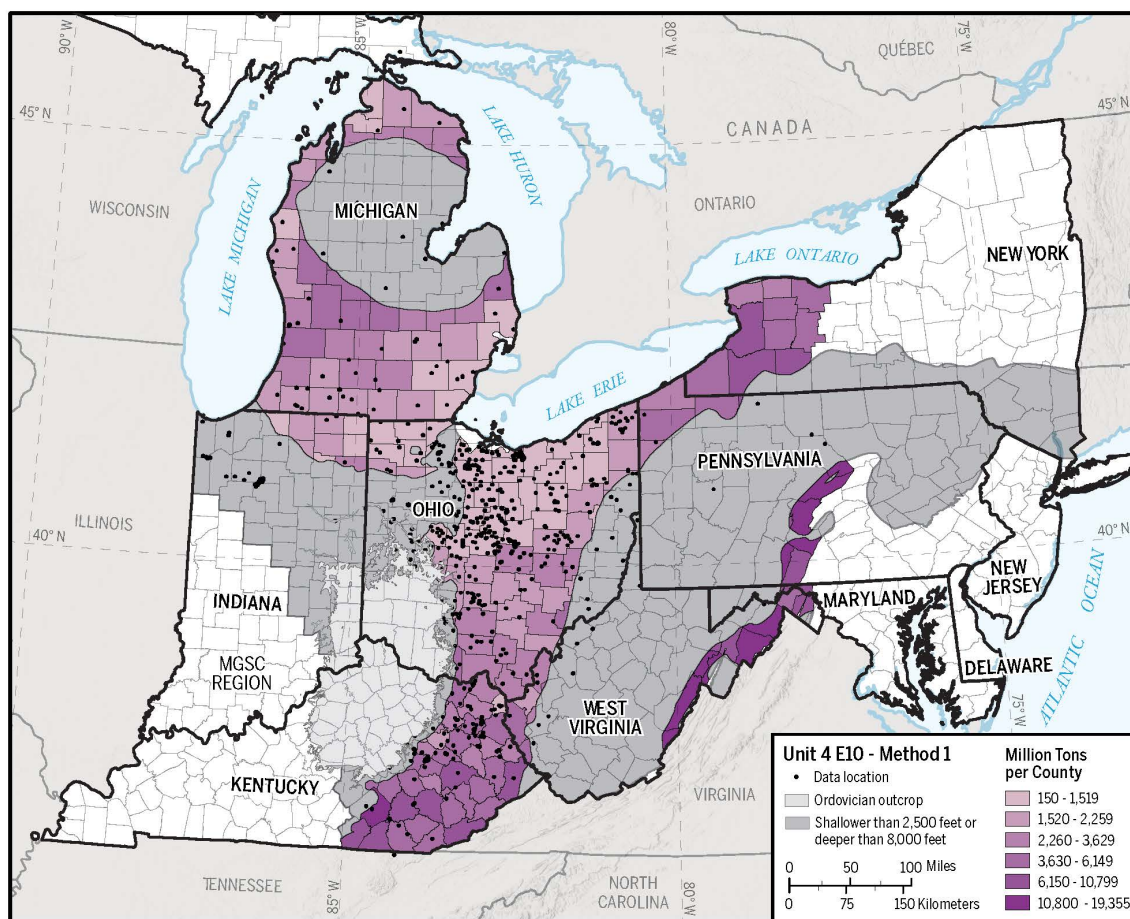 90° W
85° W
80° W
75° W
QUÉBEC
45° N
45° N
CANADA
LAKE HURON
LAKE MICHIGAN
WISCONSIN
MICHIGAN
ONTARIO
LAKE ONTARIO
NEW YORK
LAKE ERIE
PENNSYLVANIA
OHIO
ILLINOIS
40° N
40° N
NEW
JERSEY
INDIANA
MARYLAND
MGSC
REGION
DELAWARE
ATLANTIC OCEAN
75° W
WEST
VIRGINIA
KENTUCKY
VIRGINIA
TENNESSEE
85° W
NORTH
CAROLINA
80° W
Unit 4 E10 - Method 1
Data location
Ordovician outcrop
Shallower than 2,500 feet or
deeper than 8,000 feet
0 50 100 Miles
0 75 150 Kilometers
Million Tons
per County
150 - 1,519
1,520 - 2,259
2,260 - 3,629
3,630 - 6,149
6,150 - 10,799
10,800 - 19,355